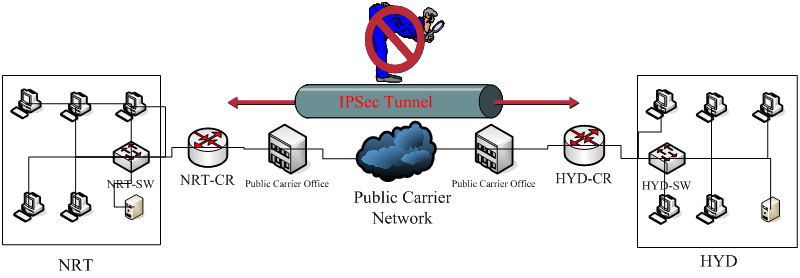 IPSec Tunnel
NRT-SW
NRT-CR
Public Carrier Office
Public Carrier
Network
Public Carrier Office
HYD-CR
HYD-SW
NRT
HYD